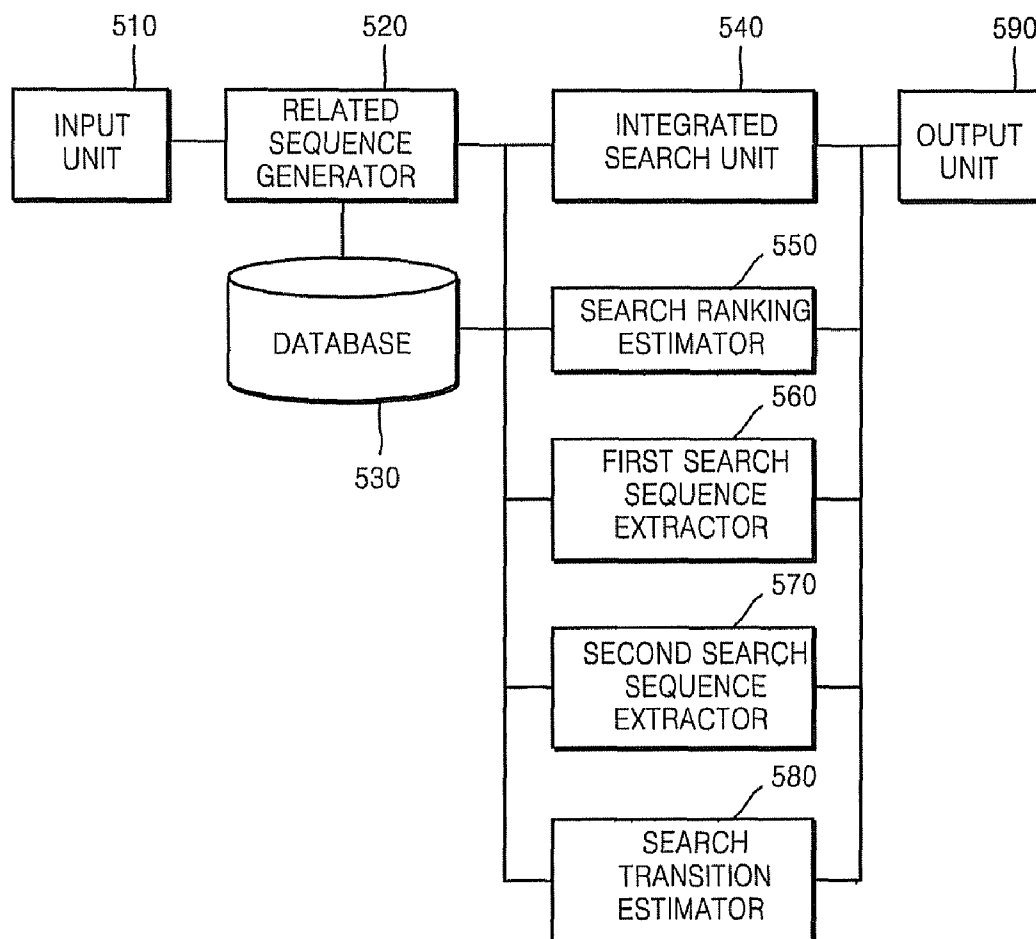 510
520
540
590
INPUT
UNIT
RELATED
SEQUENCE
GENERATOR
INTEGRATED
SEARCH UNIT
OUTPUT
UNIT
550
DATABASE
SEARCH RANKING
ESTIMATOR
530
560
FIRST SEARCH
SEQUENCE
EXTRACTOR
570
SECOND SEARCH
SEQUENCE
EXTRACTOR
580
SEARCH
TRANSITION
ESTIMATOR